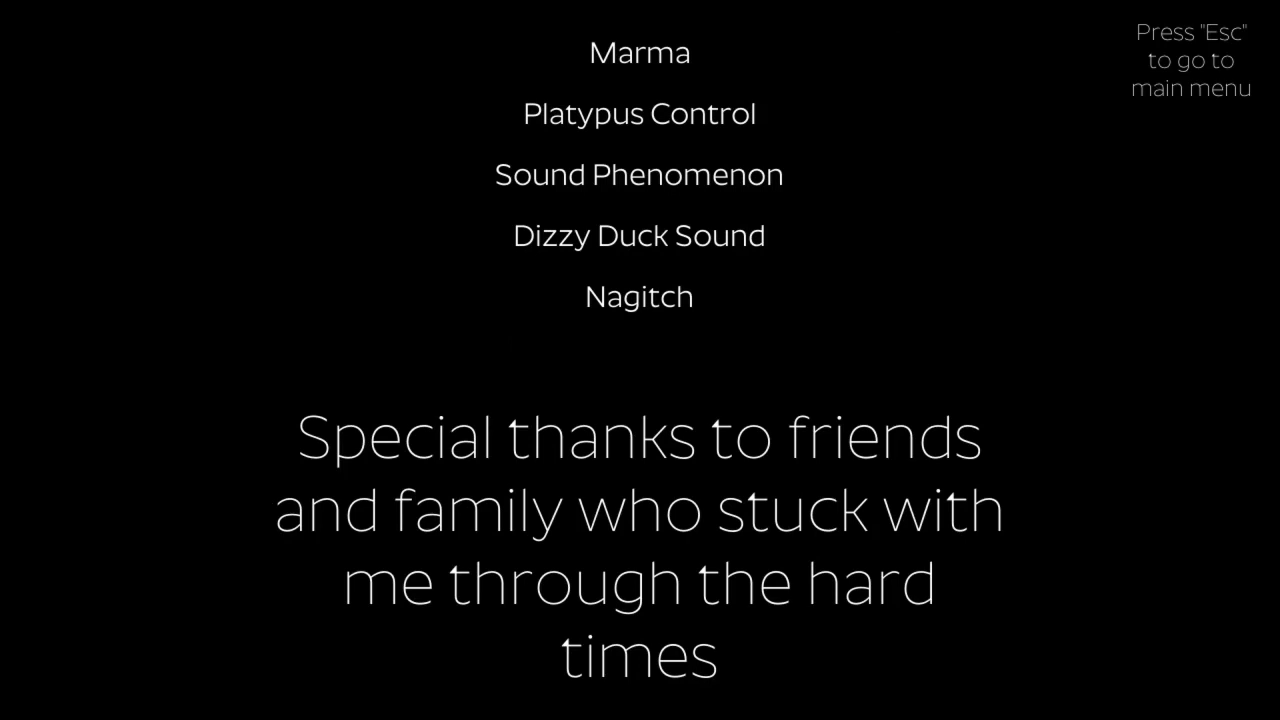 Marma
Platypus Control
Sound Phenomenon
Dizzy Duck Sound
Nagitch
Special thanks to friends
and family who stuck with
me through the hard
times
Press "Esc"
to go to
main menu